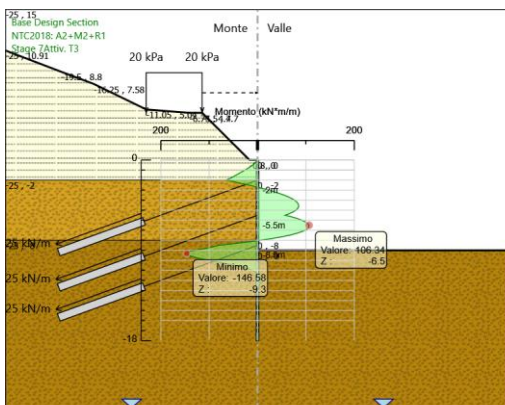 -25 , 15
Base Design Section
NTC2018: A2+M2+R1
Stage 7Attiv. T3
Monte
Valle
-25 , 10.91
-19.5 , 8.8
-16.25 , 7.58
20 kPa
20 kPa
-11.05 , 5.07
Momento (kN*m/m)
200
200
0
-25 , -2
-2
-5.5m
25 kN/m
25 kN/m
25 kN/m
-8
Massimo
Valore: 106.34
Z : -6.5
Minimo
Valore: -146.58
Z : -9.3
-18